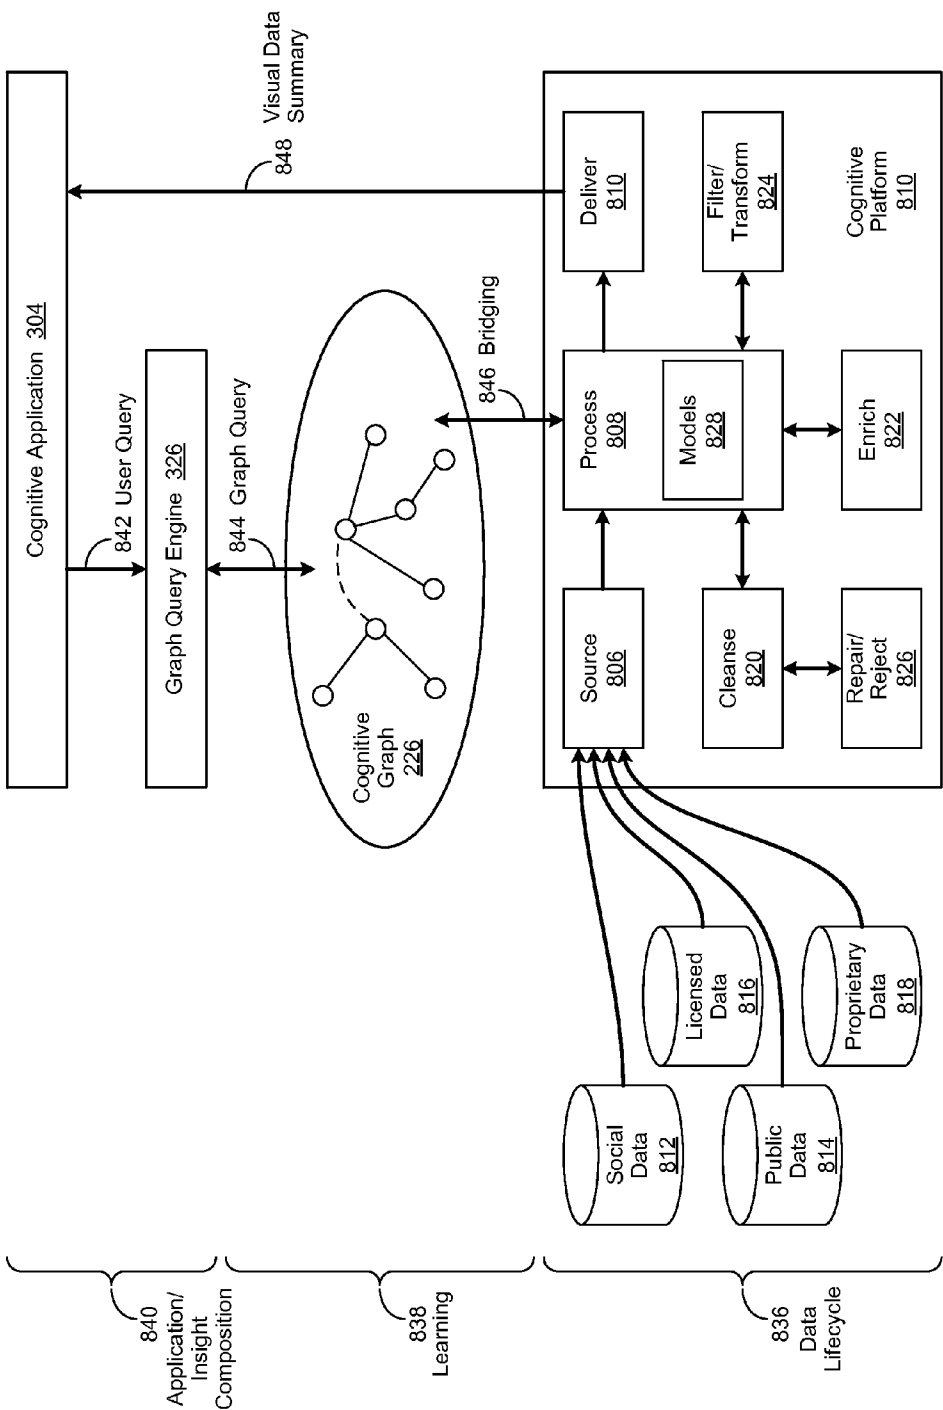 Cognitive Application 304
842 User Query
848
Visual Data
Summary
Graph Query Engine 326
844 Graph Query
Cognitive
Graph
226
846 Bridging
Source
806
Process
808
Models
828
Deliver
810
Cleanse
820
Filter/
Transform
824
Repair/
Reject
826
Enrich
822
Cognitive
Platform
810
Social
Data
812
Licensed
Data
816
Public
Data
814
Proprietary
Data
818
840
Application/
Insight
Composition
838
Learning
836
Data
Lifecycle